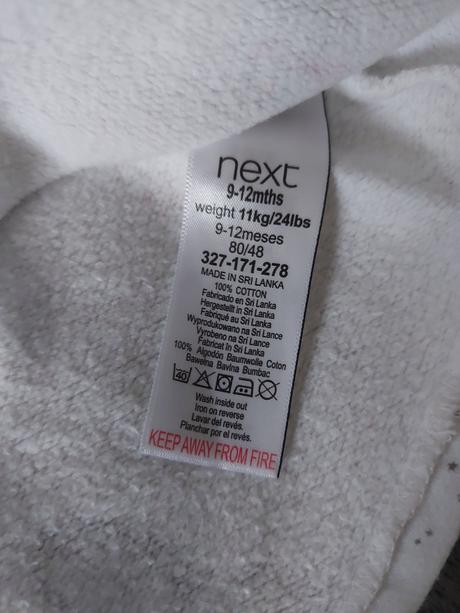 next
9-12mths
weight 11kg/24lbs
9-12meses
80/48
327-171-278
MADE IN SRI LANKA
100% COTTON
Fabricado en Sri Lanka
Hergestellt in Sri Lanka
Fabriqué au Sri Lanka
Wyprodukowano na Sri Lance
Vyrobeno na Sri Lance
Fabricat în Sri Lanka
100% Algodón Baumwolle Coton
Bawełna Bavlna Bumbac
40
Wash inside out
Iron on reverse
Lavar del revés.
Planchar por el revés.
KEEP AWAY FROM FIRE